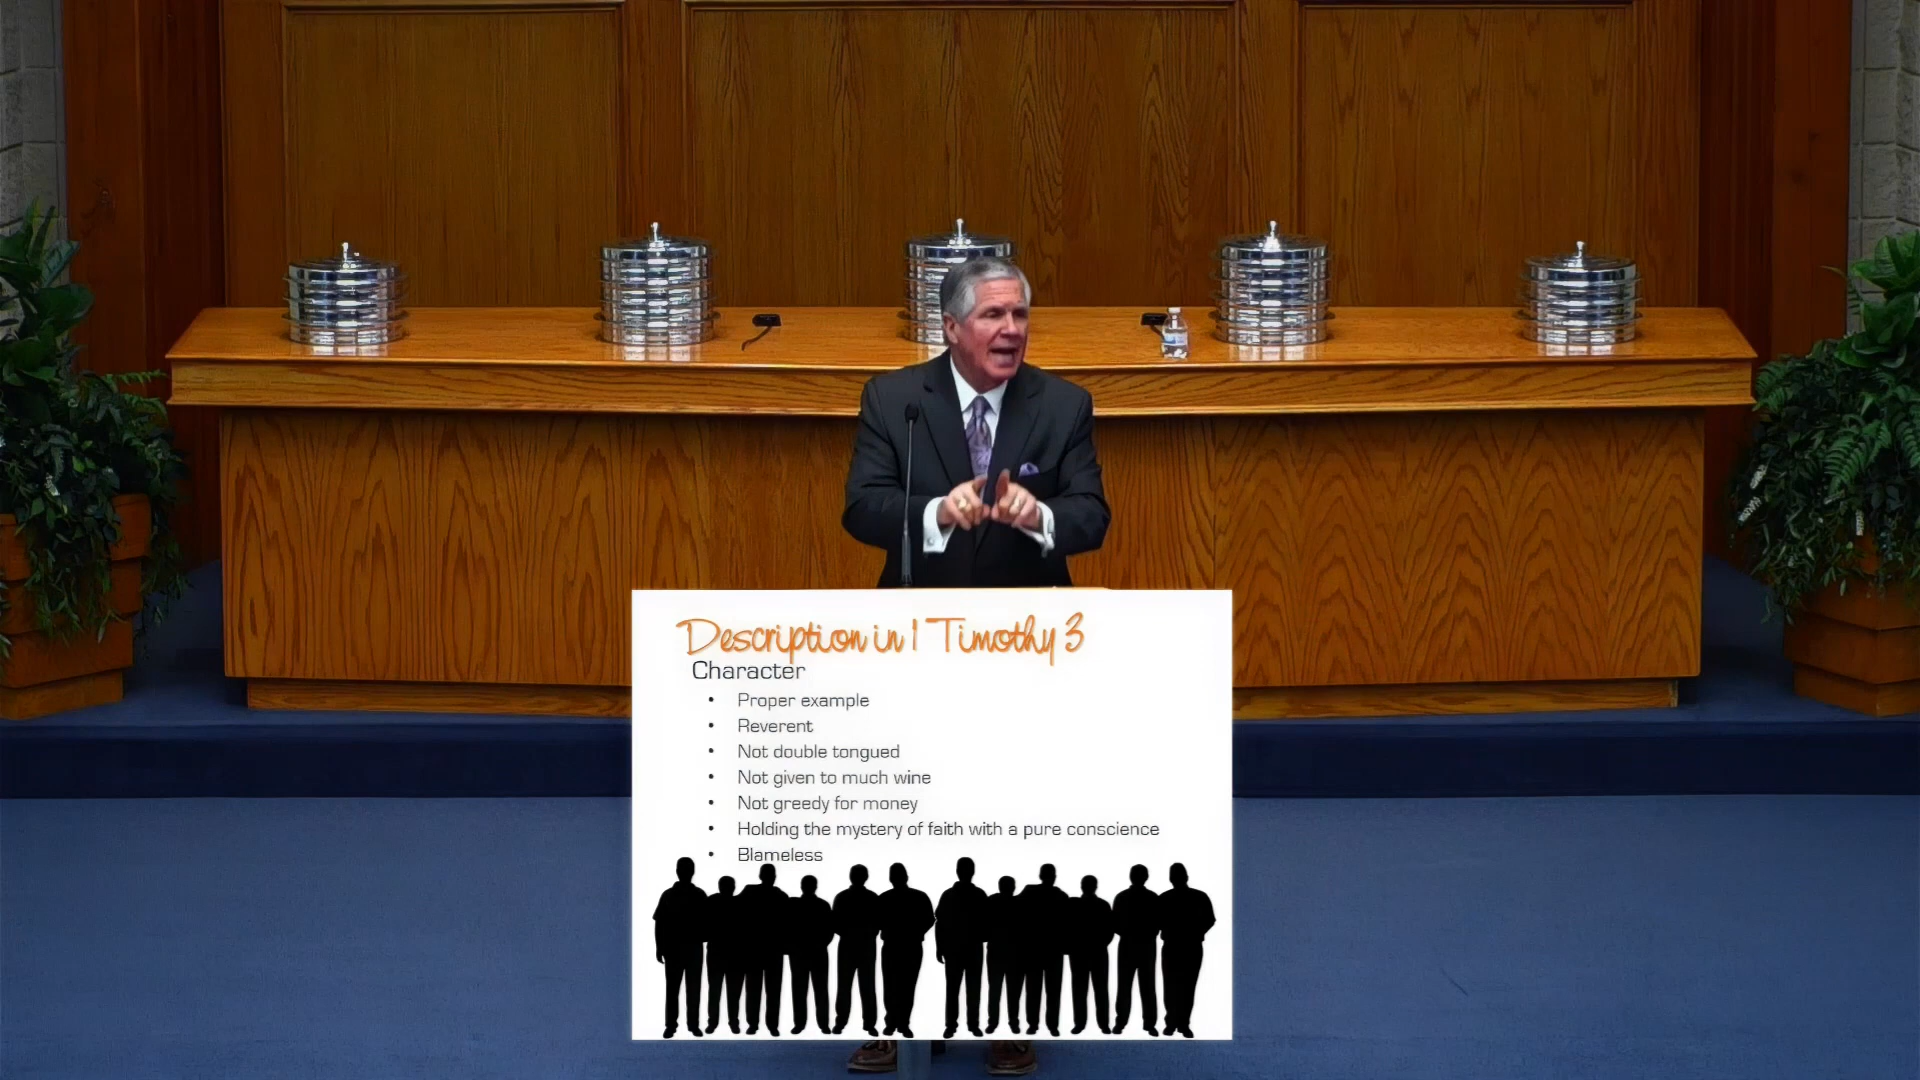 Description in 1 Timothy 3
Character
• Proper example
• Reverent
• Not double tongued
• Not given to much wine
• Not greedy for money
• Holding the mystery of faith with a pure conscience
• Blameless